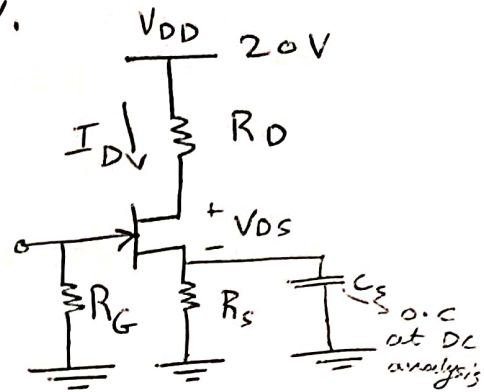 VDD 20V
ID RD
+
VDS
-
RG RS CS
o.c
at DC
analysis